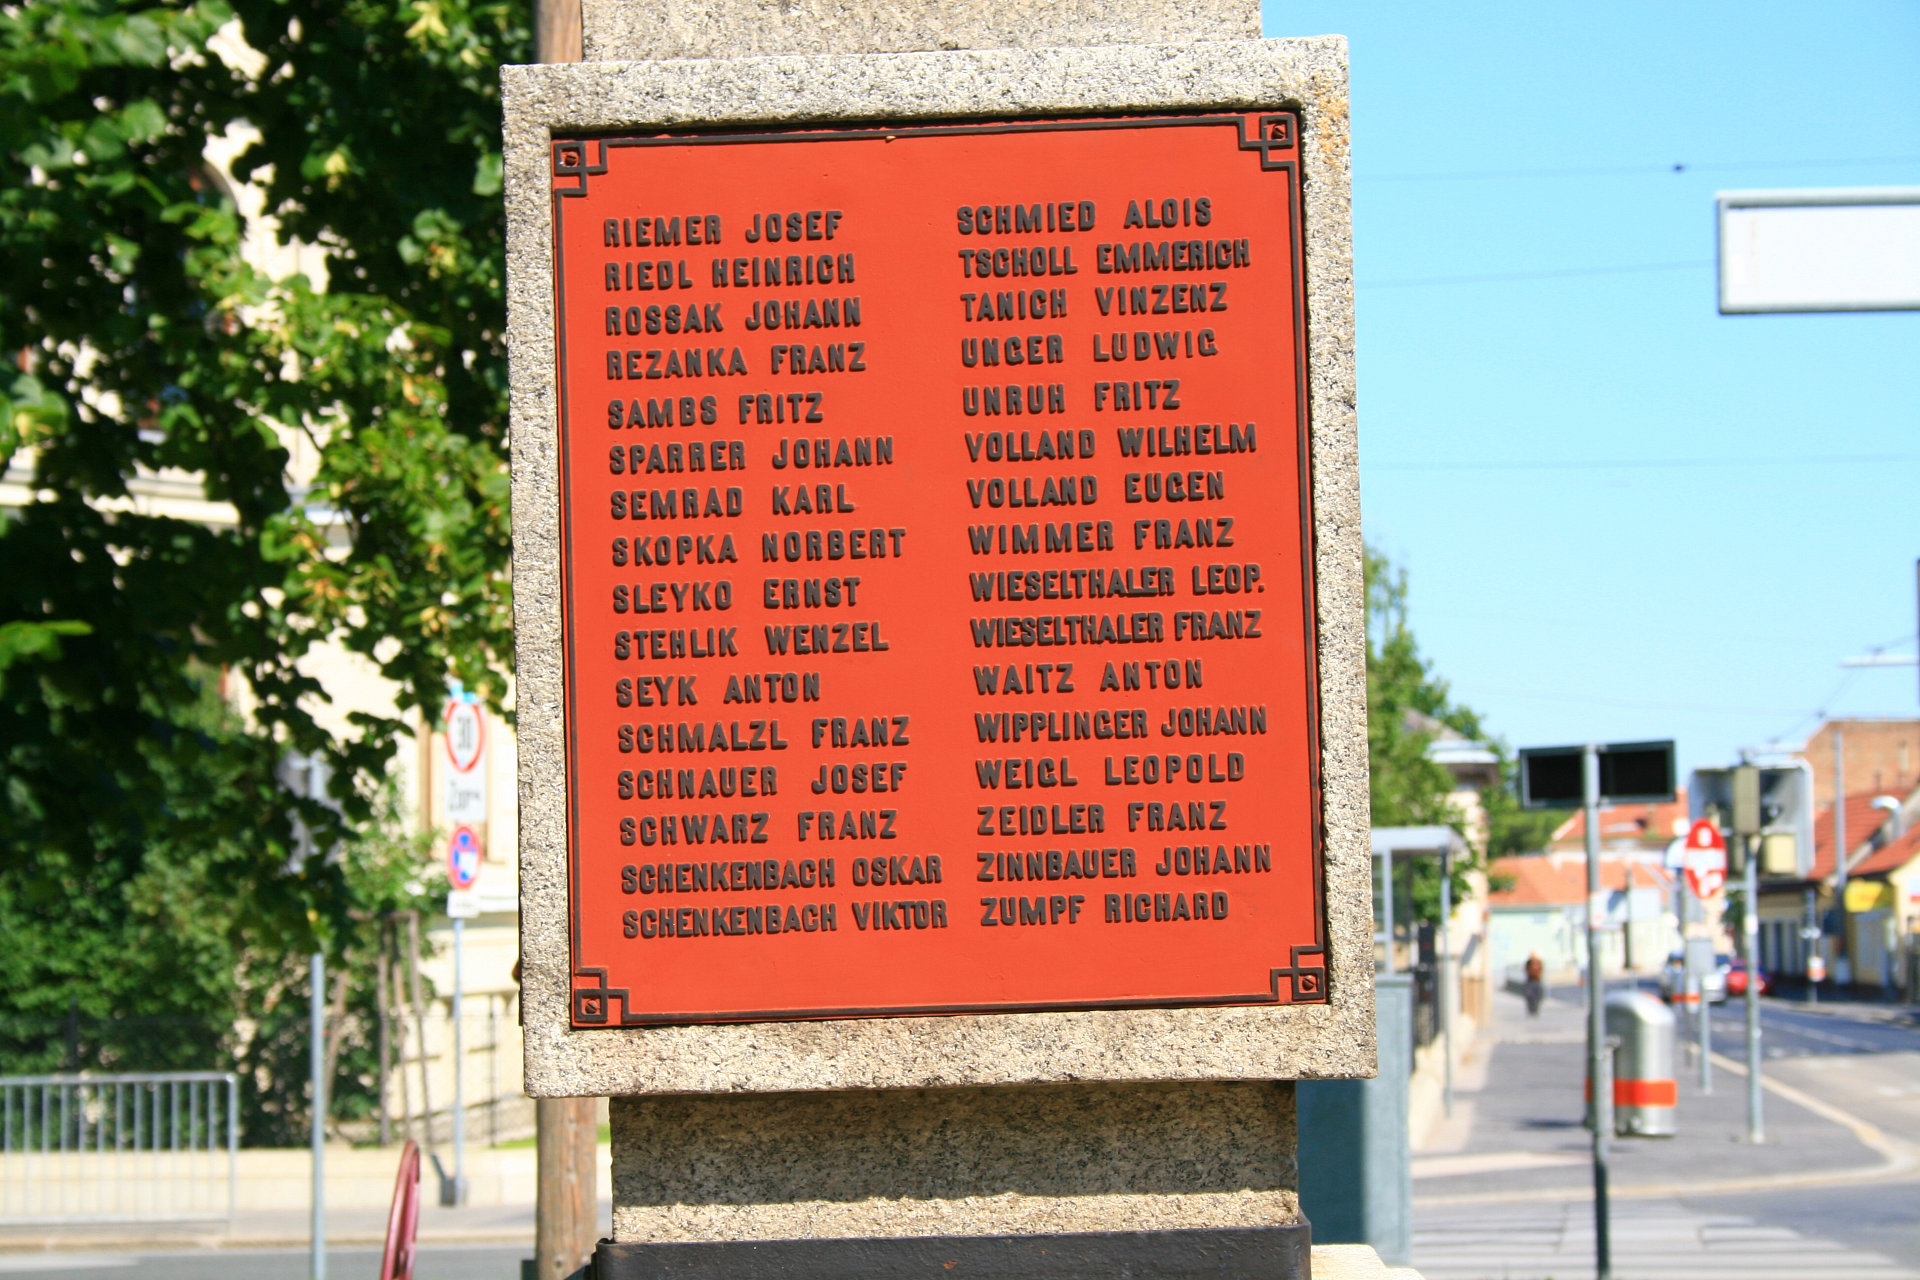 RIEMER JOSEF
RIEDL HEINRICH
ROSSAK JOHANN
REZANKA FRANZ
SAMBS FRITZ
SPARRER JOHANN
SEMRAD KARL
SKOPKA NORBERT
SLEYKO ERNST
STEHLIK WENZEL
SEYK ANTON
SCHMALZL FRANZ
SCHNAUER JOSEF
SCHWARZ FRANZ
SCHENKENBACH OSKAR
SCHENKENBACH VIKTOR
SCHMIED ALOIS
TSCHOLL EMMERICH
TANICH VINZENZ
UNGER LUDWIG
UNRUH FRITZ
VOLLAND WILHELM
VOLLAND EUGEN
WIMMER FRANZ
WIESELTHALER LEOP.
WIESELTHALER FRANZ
WAITZ ANTON
WIPPLINGER JOHANN
WEIGL LEOPOLD
ZEIDLER FRANZ
ZINNBAUER JOHANN
ZUMPF RICHARD
30